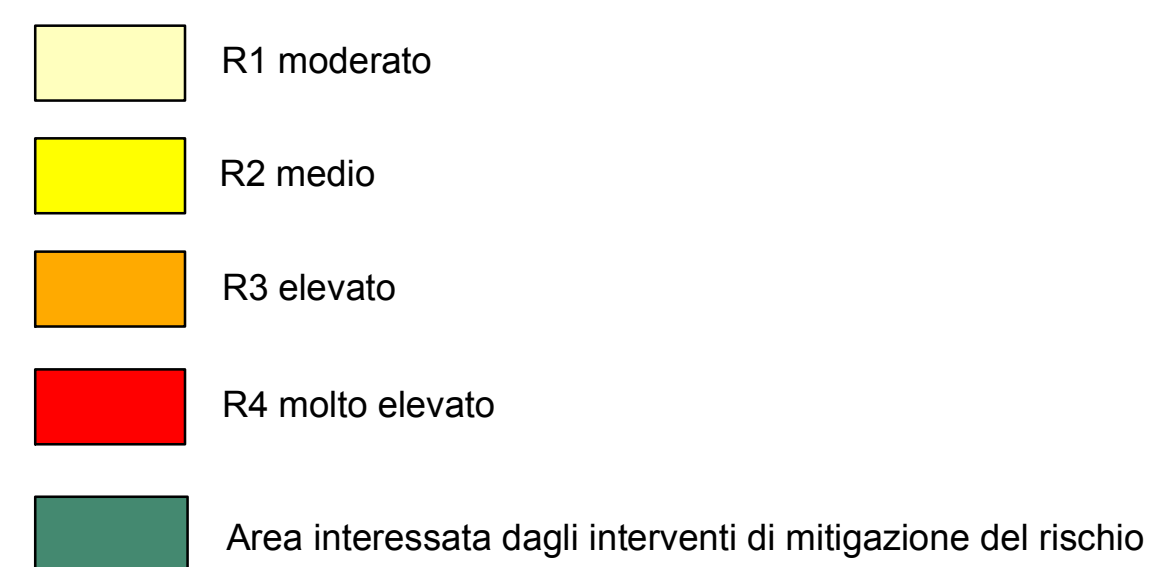 R1 moderato
R2 medio
R3 elevato
R4 molto elevato
Area interessata dagli interventi di mitigazione del rischio